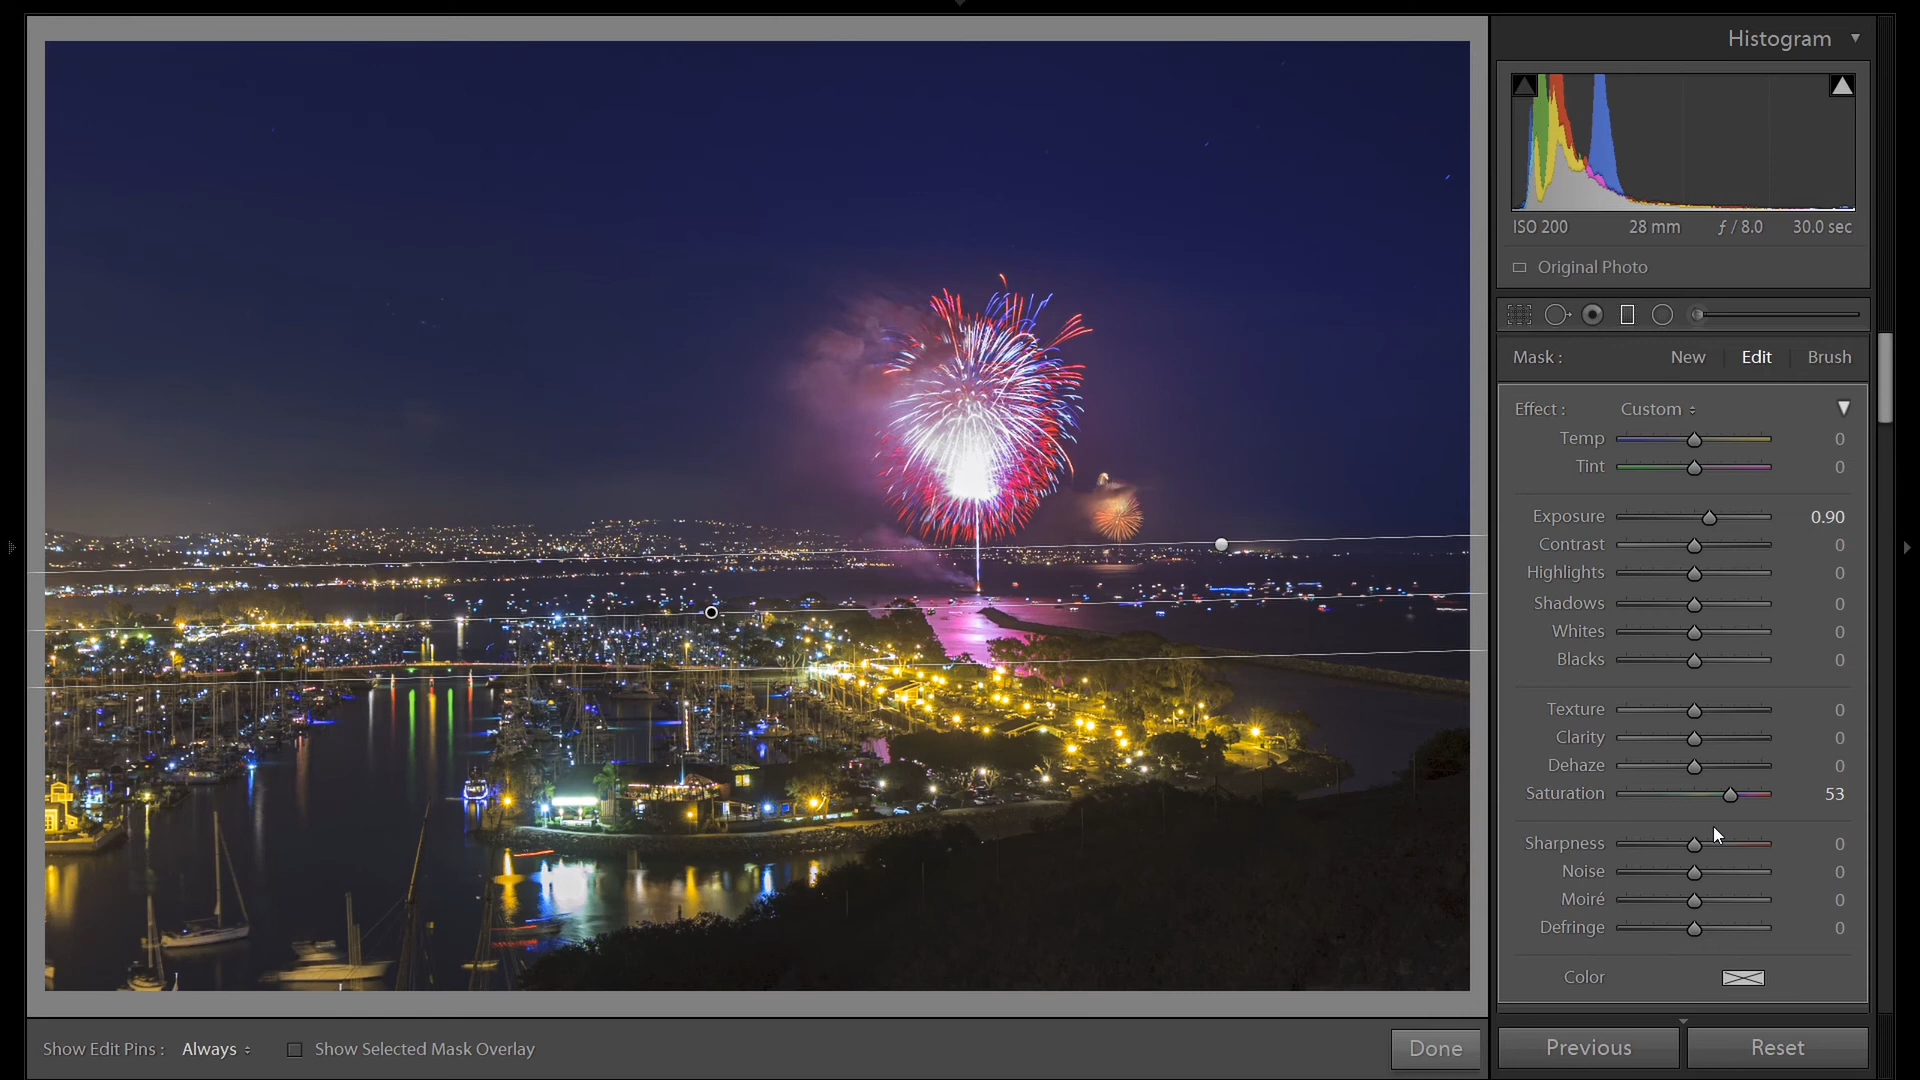 Histogram
ISO 200 28 mm ƒ / 8.0 30.0 sec
Original Photo
Mask : New Edit Brush
Effect : Custom
Temp 0
Tint 0
Exposure 0.90
Contrast 0
Highlights 0
Shadows 0
Whites 0
Blacks 0
Texture 0
Clarity 0
Dehaze 0
Saturation 53
Sharpness 0
Noise 0
Moiré 0
Defringe 0
Color
Show Edit Pins : Always Show Selected Mask Overlay Done Previous Reset